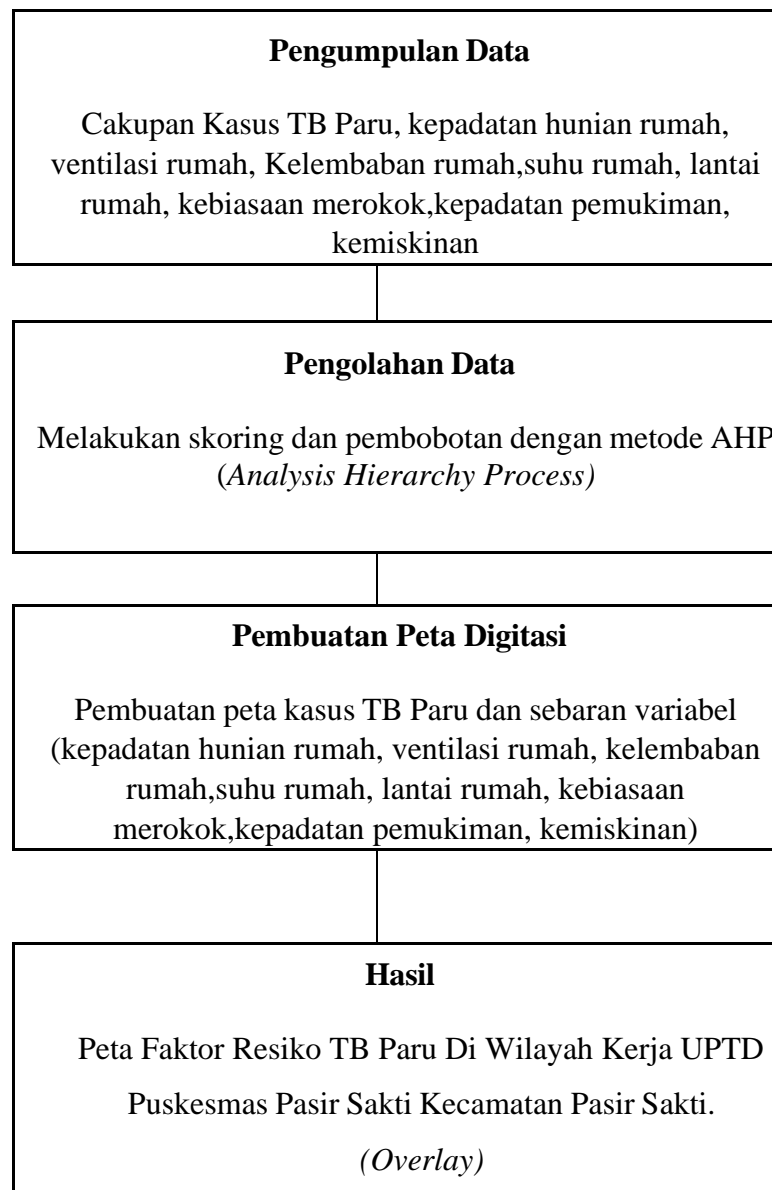 Pengumpulan Data
Cakupan Kasus TB Paru, kepadatan hunian rumah,
ventilasi rumah, Kelembaban rumah,suhu rumah, lantai
rumah, kebiasaan merokok,kepadatan pemukiman,
kemiskinan
Pengolahan Data
Melakukan skoring dan pembobotan dengan metode AHP
(Analysis Hierarchy Process)
Pembuatan Peta Digitasi
Pembuatan peta kasus TB Paru dan sebaran variabel
(kepadatan hunian rumah, ventilasi rumah, kelembaban
rumah,suhu rumah, lantai rumah, kebiasaan
merokok,kepadatan pemukiman, kemiskinan)
Hasil
Peta Faktor Resiko TB Paru Di Wilayah Kerja UPTD
Puskesmas Pasir Sakti Kecamatan Pasir Sakti.
(Overlay)